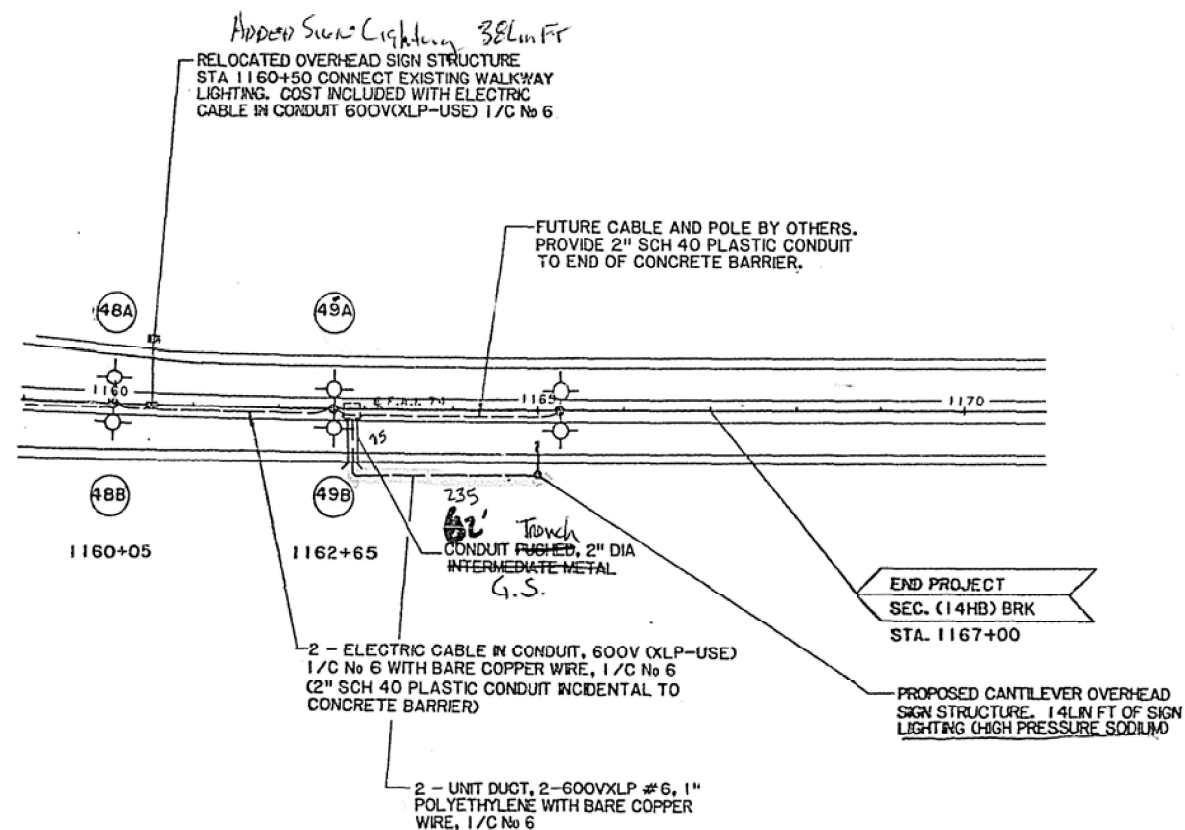 ADDED Sign Lighting 38 Lin FT
RELOCATED OVERHEAD SIGN STRUCTURE
STA 1160+50 CONNECT EXISTING WALKWAY
LIGHTING. COST INCLUDED WITH ELECTRIC
CABLE IN CONDUIT 600V(XLP-USE) 1/C No 6
FUTURE CABLE AND POLE BY OTHERS.
PROVIDE 2" SCH 40 PLASTIC CONDUIT
TO END OF CONCRETE BARRIER.
48A
49A
1160
1165
1170
48B
49B
235
1160+05
1162+65
Trench
CONDUIT PUSHED, 2" DIA
INTERMEDIATE METAL
G.S.
END PROJECT
SEC. (14HB) BRK
STA. 1167+00
2 - ELECTRIC CABLE IN CONDUIT, 600V (XLP-USE)
1/C No 6 WITH BARE COPPER WIRE, 1/C No 6
(2" SCH 40 PLASTIC CONDUIT INCIDENTAL TO
CONCRETE BARRIER)
PROPOSED CANTILEVER OVERHEAD
SIGN STRUCTURE. 14LIN FT OF SIGN
LIGHTING (HIGH PRESSURE SODIUM)
2 - UNIT DUCT, 2-600VXLP #6, 1"
POLYETHYLENE WITH BARE COPPER
WIRE, 1/C No 6